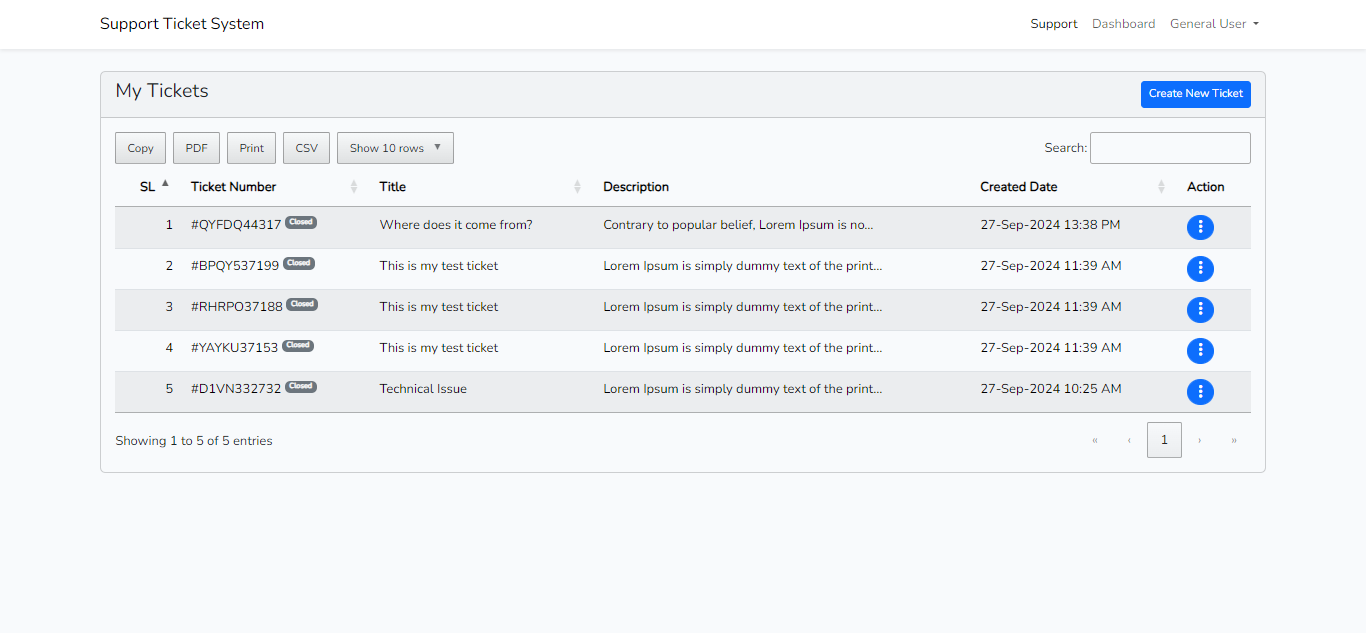 Support Ticket System Support Dashboard General User
My Tickets Create New Ticket
Copy PDF Print CSV Show 10 rows ▼ Search:
SL Ticket Number Title Description Created Date Action
1 #QYFDQ44317 Closed Where does it come from? Contrary to popular belief, Lorem Ipsum is no... 27-Sep-2024 13:38 PM
2 #BPQY537199 Closed This is my test ticket Lorem Ipsum is simply dummy text of the print... 27-Sep-2024 11:39 AM
3 #RHRPO37188 Closed This is my test ticket Lorem Ipsum is simply dummy text of the print... 27-Sep-2024 11:39 AM
4 #YAYKU37153 Closed This is my test ticket Lorem Ipsum is simply dummy text of the print... 27-Sep-2024 11:39 AM
5 #D1VN332732 Closed Technical Issue Lorem Ipsum is simply dummy text of the print... 27-Sep-2024 10:25 AM
Showing 1 to 5 of 5 entries « ‹ 1 › »